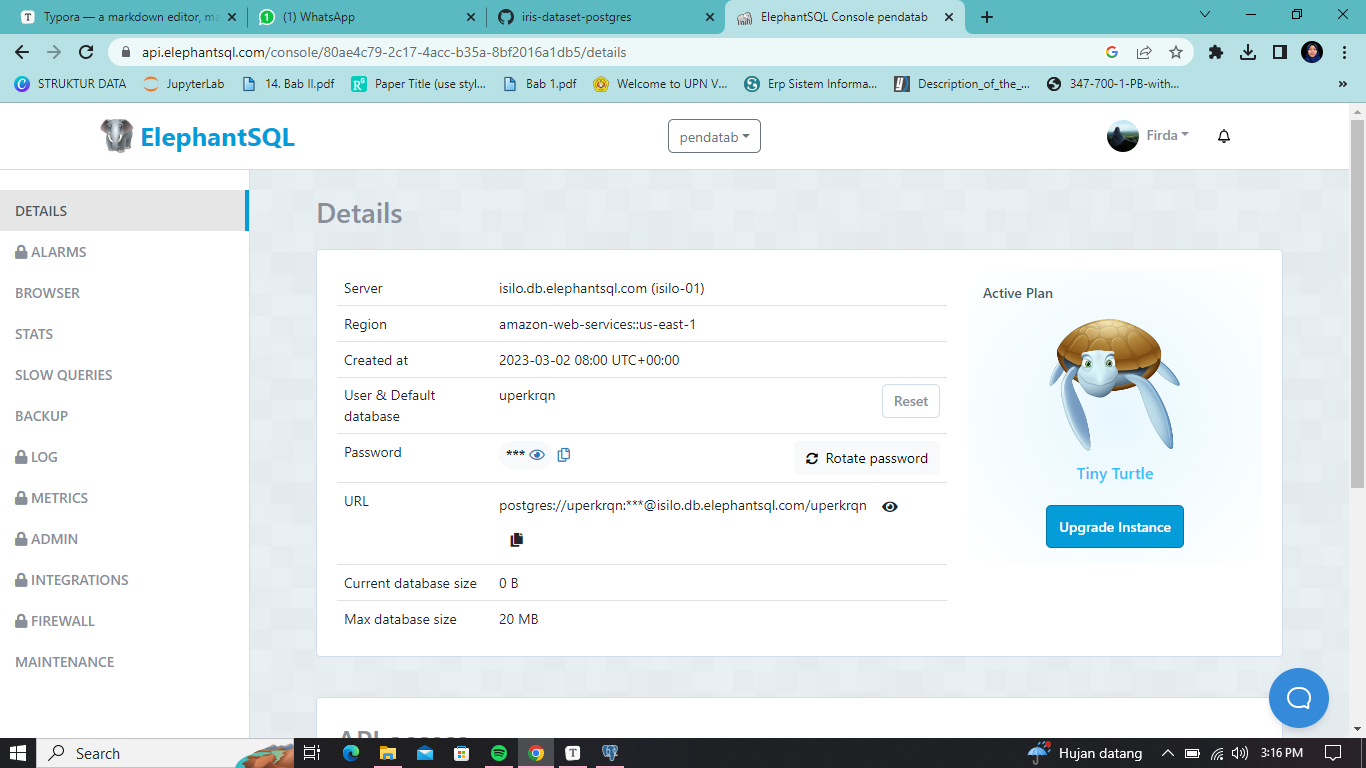 Typora — a markdown editor, ma
(1) WhatsApp
iris-dataset-postgres
ElephantSQL Console pendatab
api.elephantsql.com/console/80ae4c79-2c17-4acc-b35a-8bf2016a1db5/details
STRUKTUR DATA
JupyterLab
14. Bab II.pdf
Paper Title (use styl...
Bab 1.pdf
Welcome to UPN V...
Erp Sistem Informa...
Description_of_the_...
347-700-1-PB-with...
»
ElephantSQL
pendatab
Firda
DETAILS
ALARMS
BROWSER
STATS
SLOW QUERIES
BACKUP
LOG
METRICS
ADMIN
INTEGRATIONS
FIREWALL
MAINTENANCE
Details
Server isilo.db.elephantsql.com (isilo-01)
Region amazon-web-services::us-east-1
Created at 2023-03-02 08:00 UTC+00:00
User & Default database uperkrqn Reset
Password *** Rotate password
URL postgres://uperkrqn:***@isilo.db.elephantsql.com/uperkrqn
Current database size 0 B
Max database size 20 MB
Active Plan
Tiny Turtle
Upgrade Instance
API access
Search
Hujan datang
3:16 PM